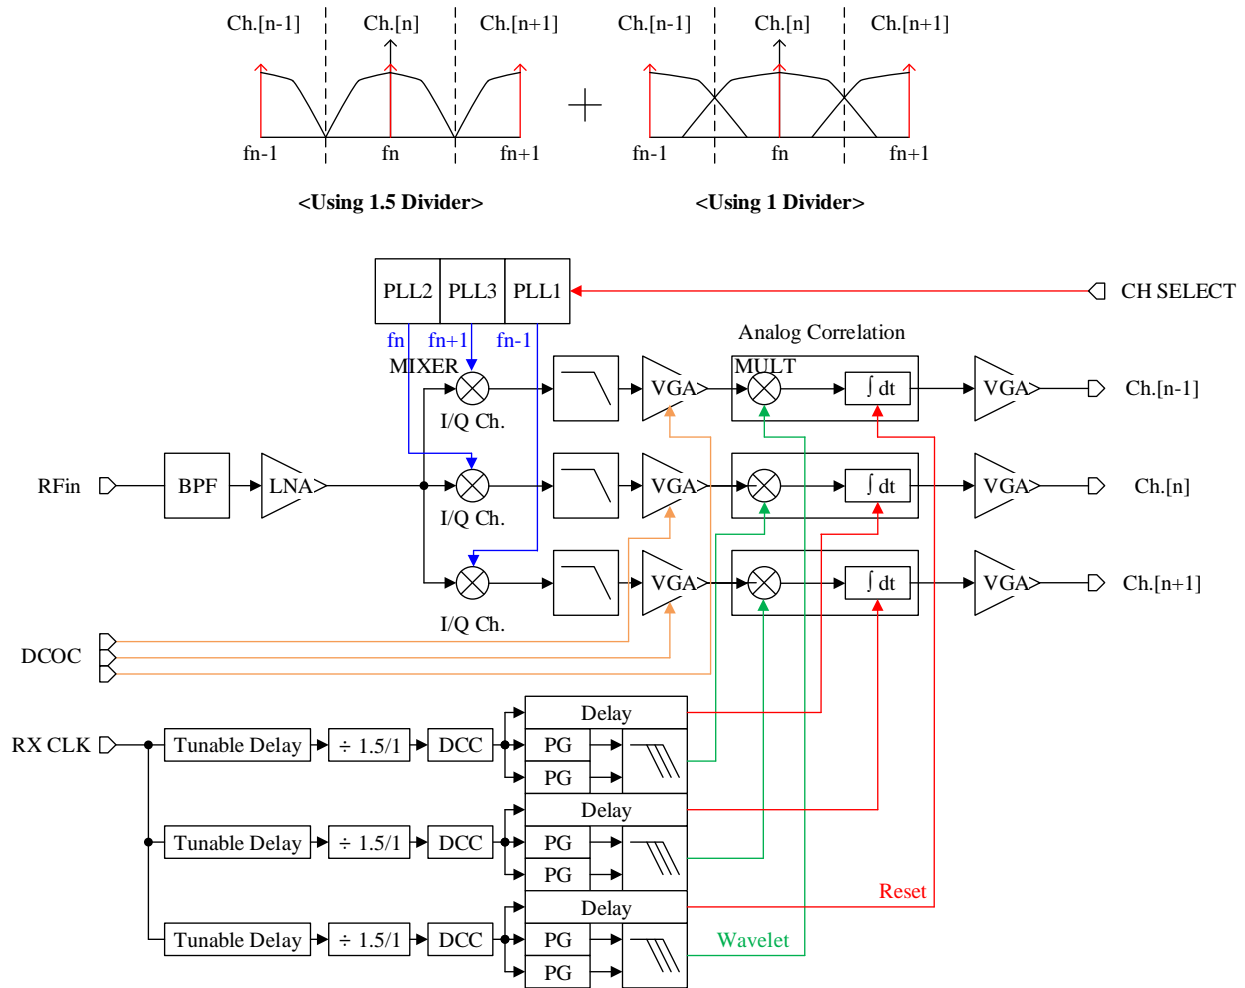 Ch.[n-1] Ch.[n] Ch.[n+1] Ch.[n-1] Ch.[n] Ch.[n+1]
fn-1 fn fn+1 fn-1 fn fn+1
<Using 1.5 Divider> <Using 1 Divider>
PLL2 PLL3 PLL1 CH SELECT
fn fn+1 fn-1 Analog Correlation
MIXER MULT
VGA ∫ dt VGA Ch.[n-1]
I/Q Ch.
RFin BPF LNA VGA ∫ dt VGA Ch.[n]
I/Q Ch.
VGA ∫ dt VGA Ch.[n+1]
I/Q Ch.
DCOC
Delay
RX CLK Tunable Delay ÷ 1.5/1 DCC PG
PG
Delay
Tunable Delay ÷ 1.5/1 DCC PG
PG
Reset
Delay
Tunable Delay ÷ 1.5/1 DCC PG Wavelet
PG